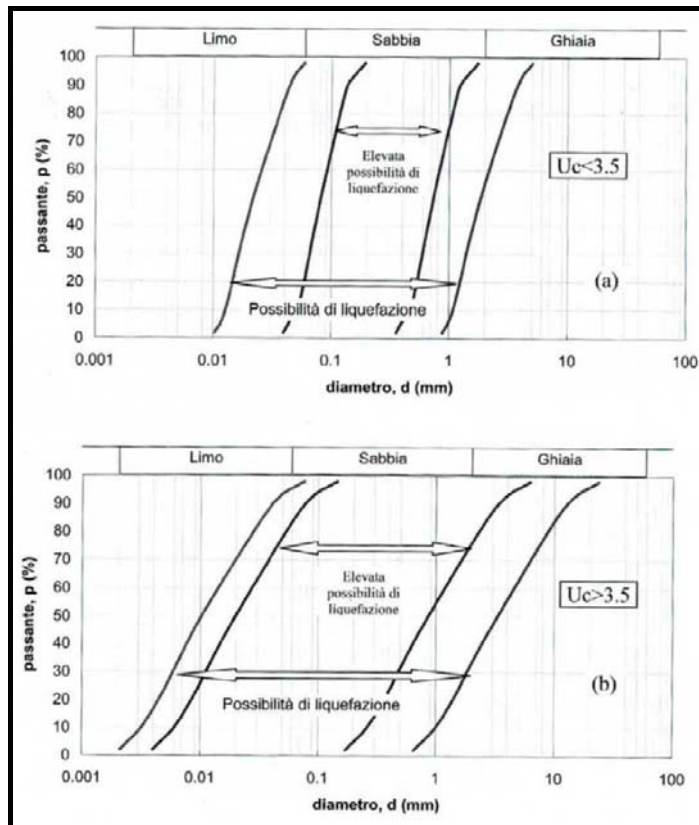 Limo Sabbia Ghiaia
100
90
80
70
60
50
40
30
20
10
0
passante, p (%)
Elevata
possibilità di
liquefazione
Uc<3.5
Possibilità di liquefazione
(a)
0.001 0.01 0.1 1 10 100
diametro, d (mm)
Limo Sabbia Ghiaia
100
90
80
70
60
50
40
30
20
10
0
passante, p (%)
Elevata
possibilità di
liquefazione
Uc>3.5
Possibilità di liquefazione
(b)
0.001 0.01 0.1 1 10 100
diametro, d (mm)